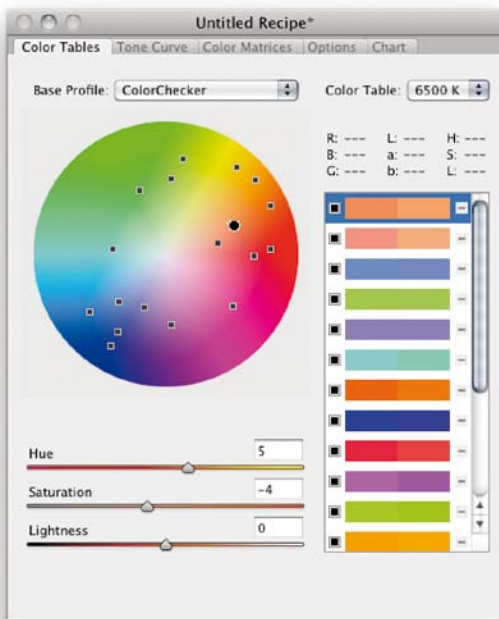 Untitled Recipe*
Color Tables Tone Curve Color Matrices Options Chart
Base Profile: ColorChecker Color Table: 6500 K
R: --- L: --- H: ---
B: --- a: --- S: ---
G: --- b: --- L: ---
Hue 5
Saturation -4
Lightness 0